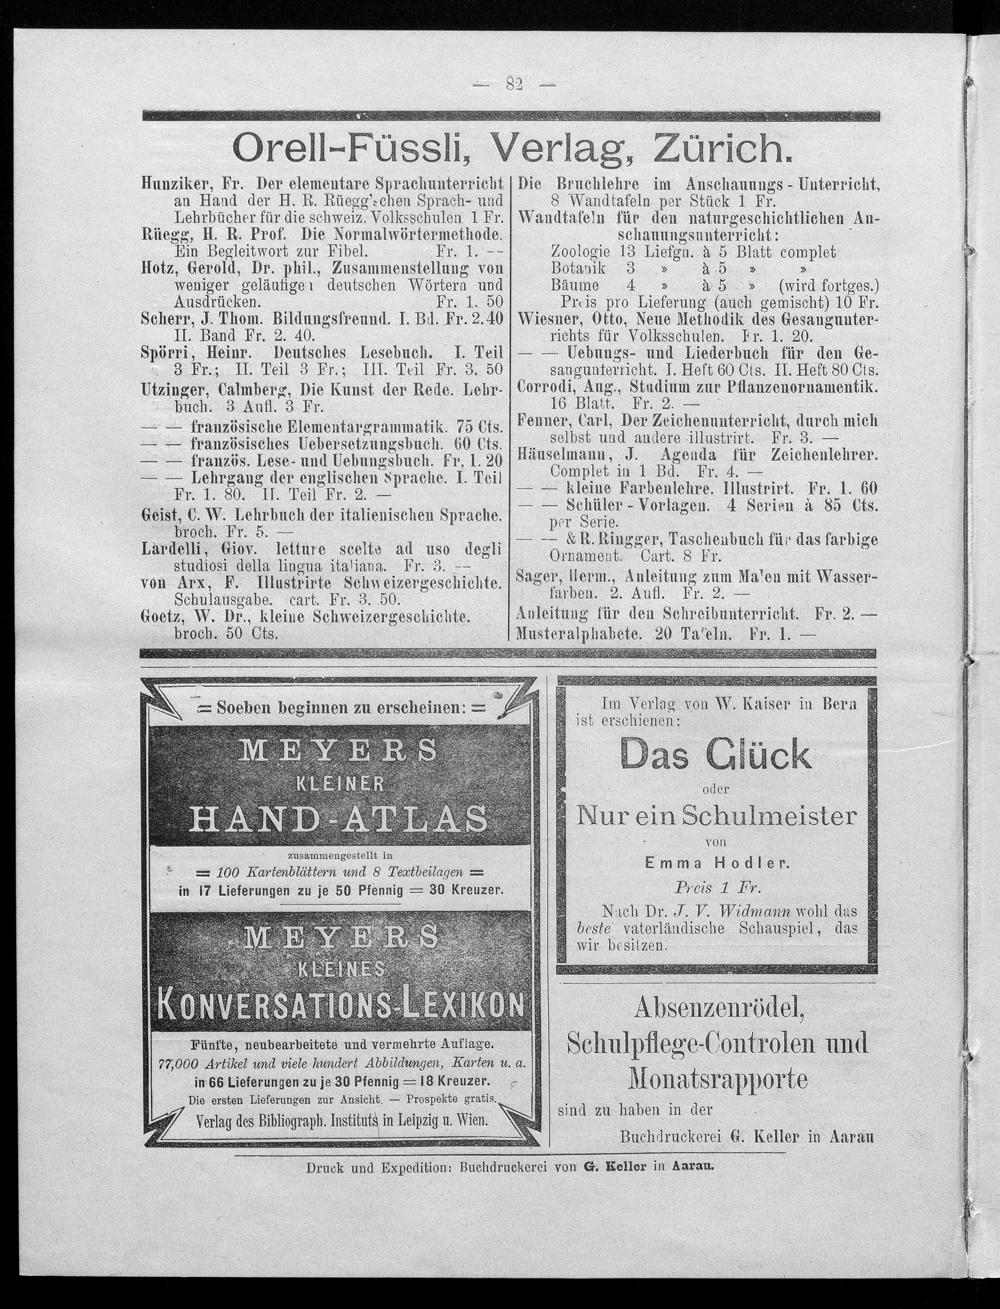 — 82 —
Orell-Füssli, Verlag, Zürich.
Hunziker, Fr. Der elementare Sprachunterricht
an Hand der H. R. Rüegg'schen Sprach- und
Lehrbücher für die schweiz. Volksschulen 1 Fr.
Rüegg, H. R. Prof. Die Normalwörtermethode.
Ein Begleitwort zur Fibel. Fr. 1. —
Hotz, Gerold, Dr. phil., Zusammenstellung von
weniger geläufigen deutschen Wörtern und
Ausdrücken. Fr. 1. 50
Scherr, J. Thom. Bildungsfreund. I. Bd. Fr. 2.40
II. Band Fr. 2. 40.
Spörri, Heinr. Deutsches Lesebuch. I. Teil
3 Fr.; II. Teil 3 Fr.; III. Teil Fr. 3. 50
Utzinger, Calmberg, Die Kunst der Rede. Lehr-
buch. 3 Aufl. 3 Fr.
— — französische Elementargrammatik. 75 Cts.
— — französisches Uebersetzungsbuch. 60 Cts.
— — französ. Lese- und Uebungsbuch. Fr. 1. 20
— — Lehrgang der englischen Sprache. I. Teil
Fr. 1. 80. II. Teil Fr. 2. —
Geist, C. W. Lehrbuch der italienischen Sprache.
broch. Fr. 5. —
Lardelli, Giov. letture scelte ad uso degli
studiosi della lingua italiana. Fr. 3. —
von Arx, F. Illustrirte Schweizergeschichte.
Schulausgabe. cart. Fr. 3. 50.
Goetz, W. Dr., kleine Schweizergeschichte.
broch. 50 Cts.
Die Bruchlehre im Anschauungs-Unterricht,
8 Wandtafeln per Stück 1 Fr.
Wandtafeln für den naturgeschichtlichen An-
schauungsunterricht:
Zoologie 13 Liefgn. à 5 Blatt complet
Botanik 3 » à 5 » »
Bäume 4 » à 5 » (wird fortges.)
Preis pro Lieferung (auch gemischt) 10 Fr.
Wiesner, Otto, Neue Methodik des Gesangunter-
richts für Volksschulen. Fr. 1. 20.
— — Uebungs- und Liederbuch für den Ge-
sangunterricht. I. Heft 60 Cts. II. Heft 80 Cts.
Corrodi, Aug., Studium zur Pflanzenornamentik.
16 Blatt. Fr. 2. —
Fenner, Carl, Der Zeichenunterricht, durch mich
selbst und andere illustrirt. Fr. 3. —
Häuselmann, J. Agenda für Zeichenlehrer.
Complet in 1 Bd. Fr. 4. —
— — kleine Farbenlehre. Illustrirt. Fr. 1. 60
— — Schüler-Vorlagen. 4 Serien à 85 Cts.
per Serie.
— — & R. Ringger, Taschenbuch für das farbige
Ornament. Cart. 8 Fr.
Sager, Herm., Anleitung zum Malen mit Wasser-
farben. 2. Aufl. Fr. 2. —
Anleitung für den Schreibunterricht. Fr. 2. —
Musteralphabete. 20 Tafeln. Fr. 1. —
= Soeben beginnen zu erscheinen: =
MEYERS
KLEINER
HAND-ATLAS
zusammengestellt in
= 100 Kartenblättern und 8 Textbeilagen =
in 17 Lieferungen zu je 50 Pfennig = 30 Kreuzer.
MEYERS
KLEINES
KONVERSATIONS-LEXIKON
Fünfte, neubearbeitete und vermehrte Auflage.
77,000 Artikel und viele hundert Abbildungen, Karten u. a.
in 66 Lieferungen zu je 30 Pfennig = 18 Kreuzer.
Die ersten Lieferungen zur Ansicht. — Prospekte gratis.
Verlag des Bibliograph. Instituts in Leipzig u. Wien.
Im Verlag von W. Kaiser in Bern
ist erschienen:
Das Glück
oder
Nur ein Schulmeister
von
Emma Hodler.
Preis 1 Fr.
Nach Dr. J. V. Widmann wohl das
beste vaterländische Schauspiel, das
wir besitzen.
Absenzenrödel,
Schulpflege-Controlen und
Monatsrapporte
sind zu haben in der
Buchdruckerei G. Keller in Aarau
Druck und Expedition: Buchdruckerei von G. Keller in Aarau.